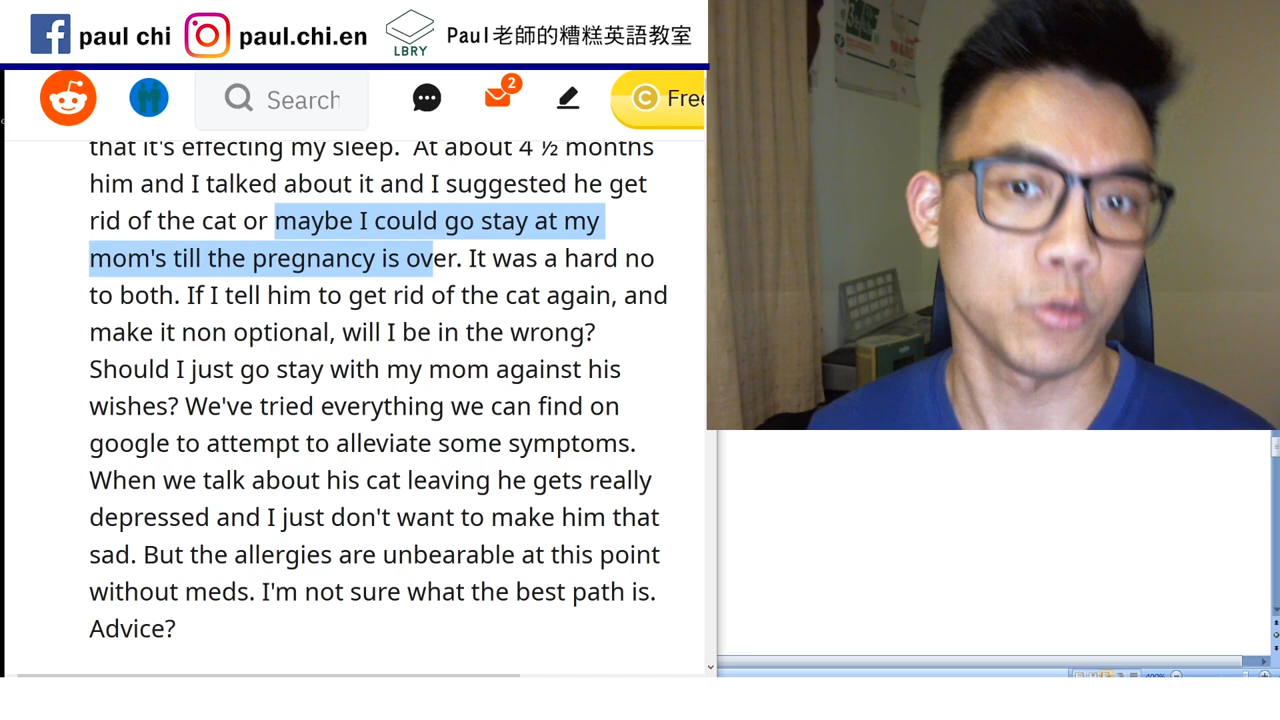 paul chi
paul.chi.en
LBRY
Paul老師的糟糕英語教室
Search
2
Free
that it's effecting my sleep. At about 4 ½ months
him and I talked about it and I suggested he get
rid of the cat or maybe I could go stay at my
mom's till the pregnancy is over. It was a hard no
to both. If I tell him to get rid of the cat again, and
make it non optional, will I be in the wrong?
Should I just go stay with my mom against his
wishes? We've tried everything we can find on
google to attempt to alleviate some symptoms.
When we talk about his cat leaving he gets really
depressed and I just don't want to make him that
sad. But the allergies are unbearable at this point
without meds. I'm not sure what the best path is.
Advice?